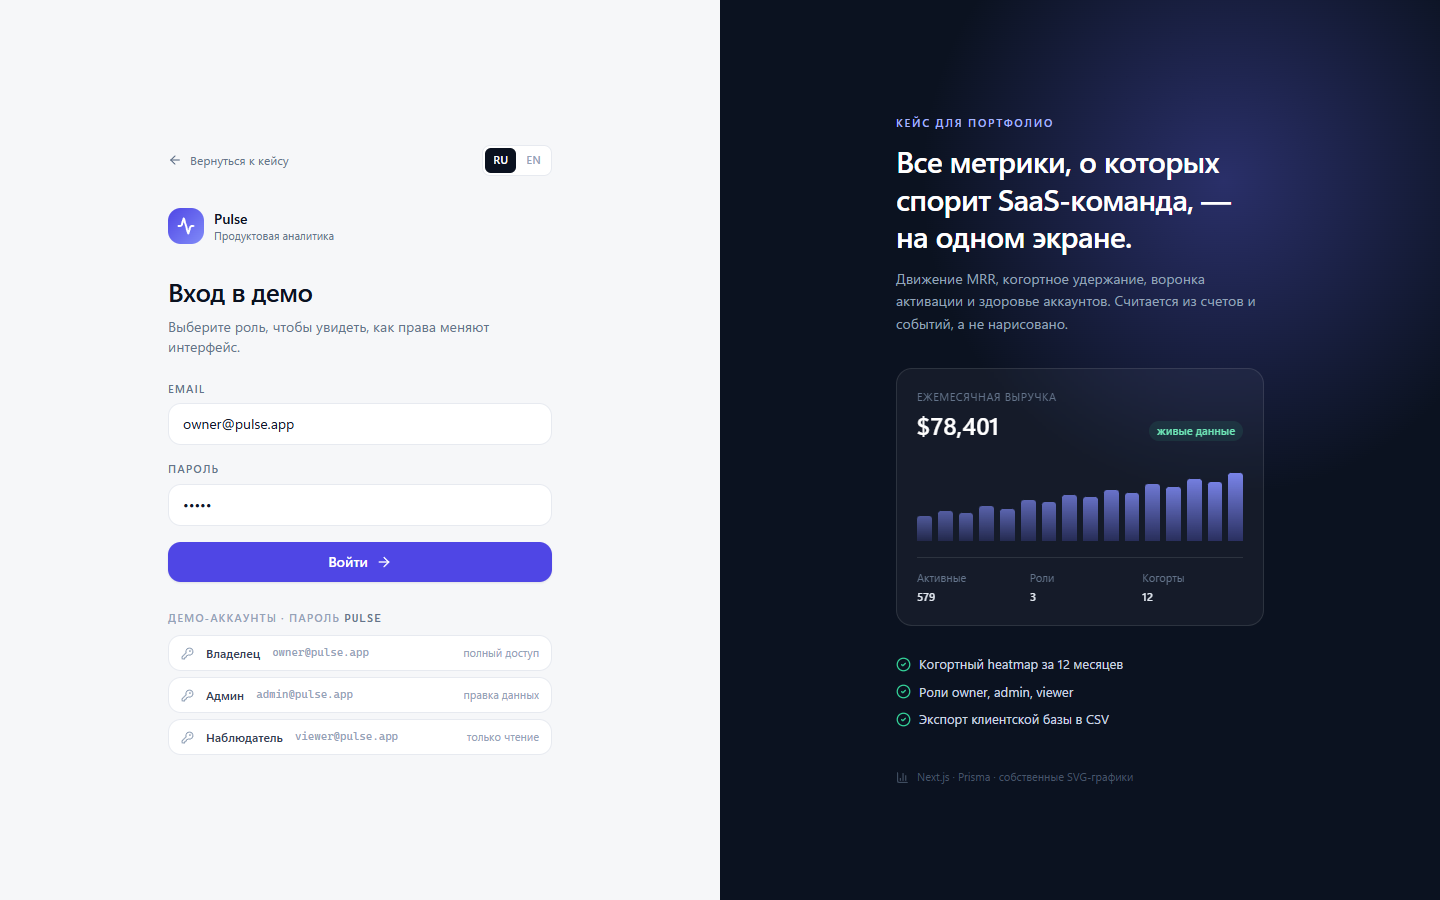 Вернуться к кейсу
RU EN
Pulse
Продуктовая аналитика
Вход в демо
Выберите роль, чтобы увидеть, как права меняют
интерфейс.
EMAIL
owner@pulse.app
ПАРОЛЬ
•••••
Войти
ДЕМО-АККАУНТЫ · ПАРОЛЬ PULSE
Владелец owner@pulse.app полный доступ
Админ admin@pulse.app правка данных
Наблюдатель viewer@pulse.app только чтение
КЕЙС ДЛЯ ПОРТФОЛИО
Все метрики, о которых
спорит SaaS-команда, —
на одном экране.
Движение MRR, когортное удержание, воронка
активации и здоровье аккаунтов. Считается из счетов и
событий, а не нарисовано.
ЕЖЕМЕСЯЧНАЯ ВЫРУЧКА
$78,401
живые данные
Активные Роли Когорты
579 3 12
Когортный heatmap за 12 месяцев
Роли owner, admin, viewer
Экспорт клиентской базы в CSV
Next.js · Prisma · собственные SVG-графики